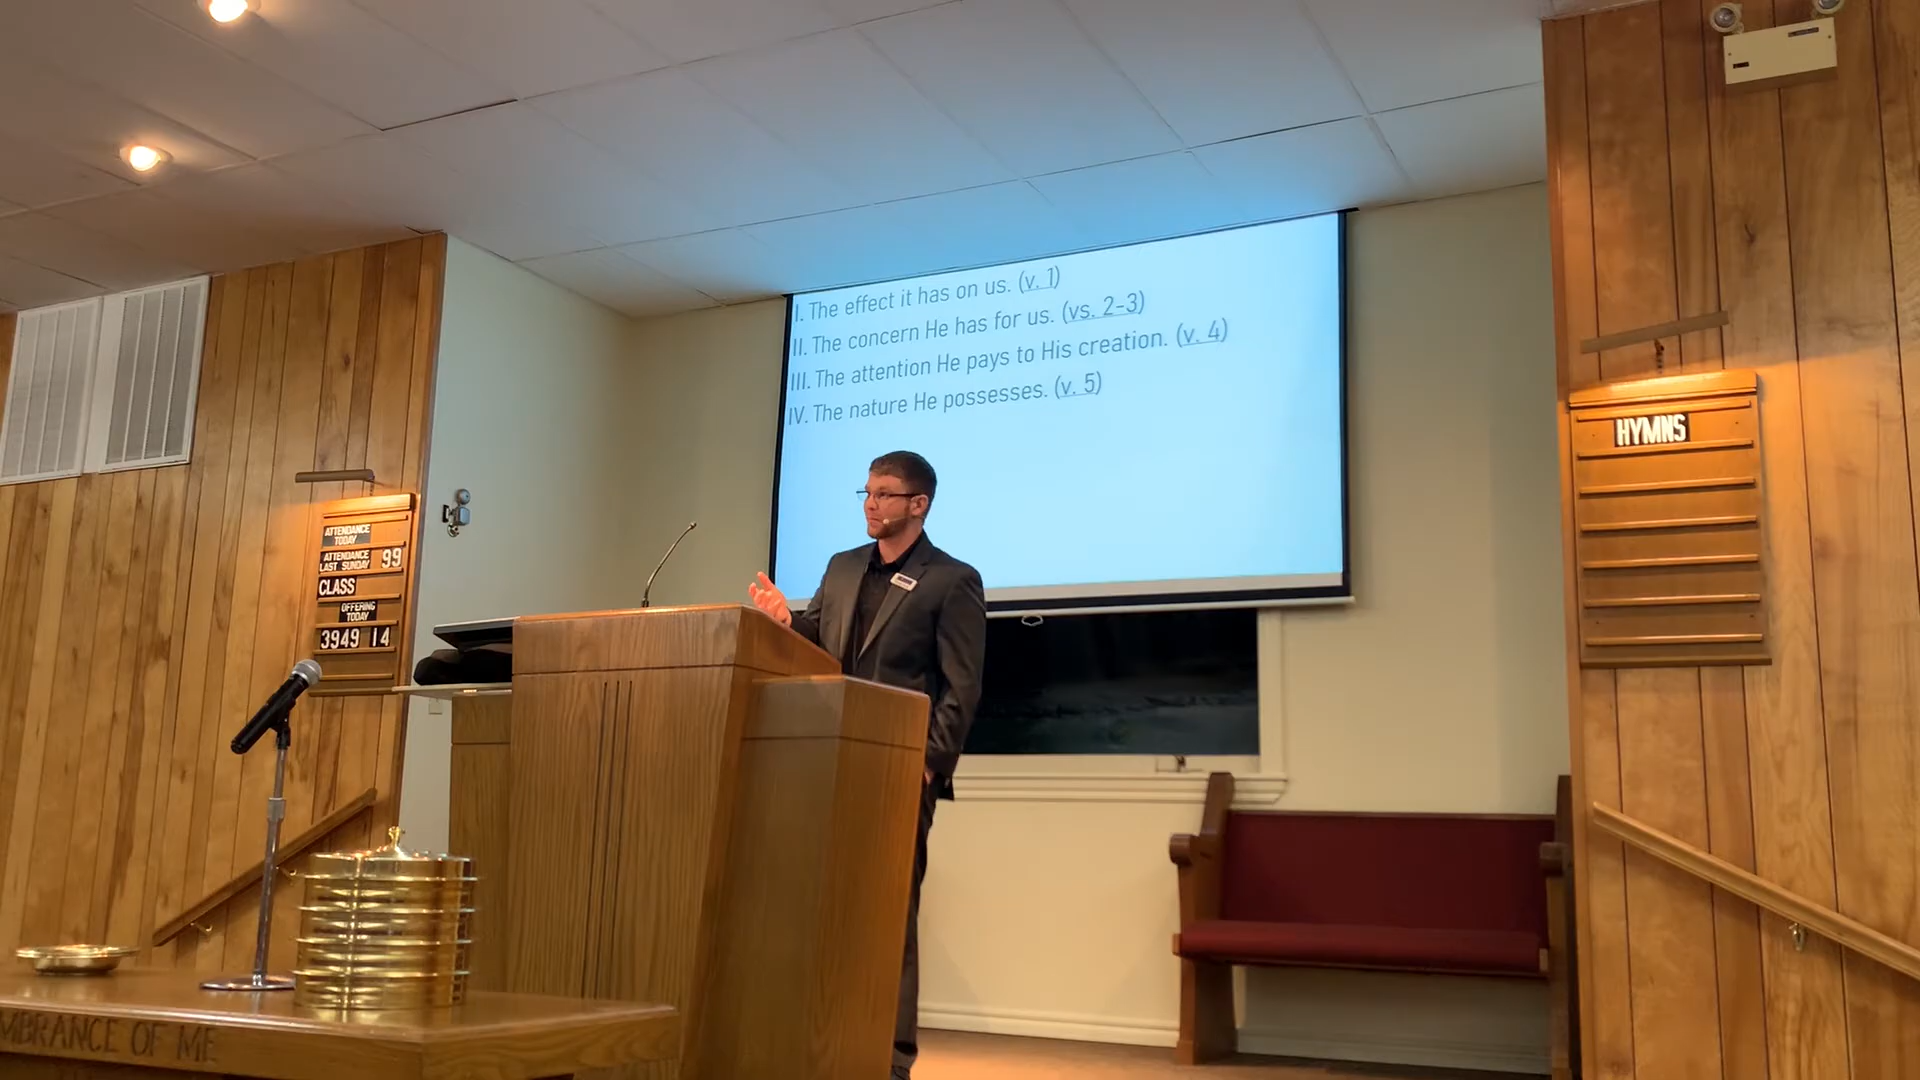 I. The effect it has on us. (v. 1)
II. The concern He has for us. (vs. 2-3)
III. The attention He pays to His creation. (v. 4)
IV. The nature He possesses. (v. 5)
HYMNS
ATTENDANCE
TODAY
ATTENDANCE
LAST SUNDAY 99
CLASS
OFFERING
TODAY
3949 14
MBRANCE OF ME